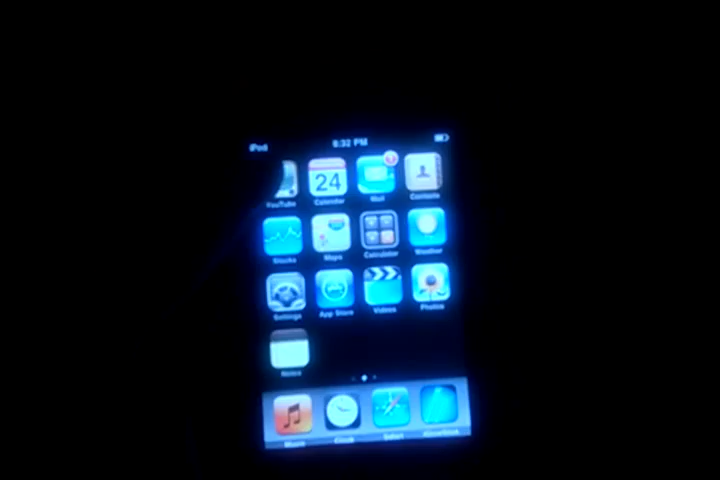 iPod 8:32 PM
24
YouTube Calendar Mail Contacts
Stocks Maps Calculator Weather
Settings App Store Videos Photos
Notes
Music Clock Safari